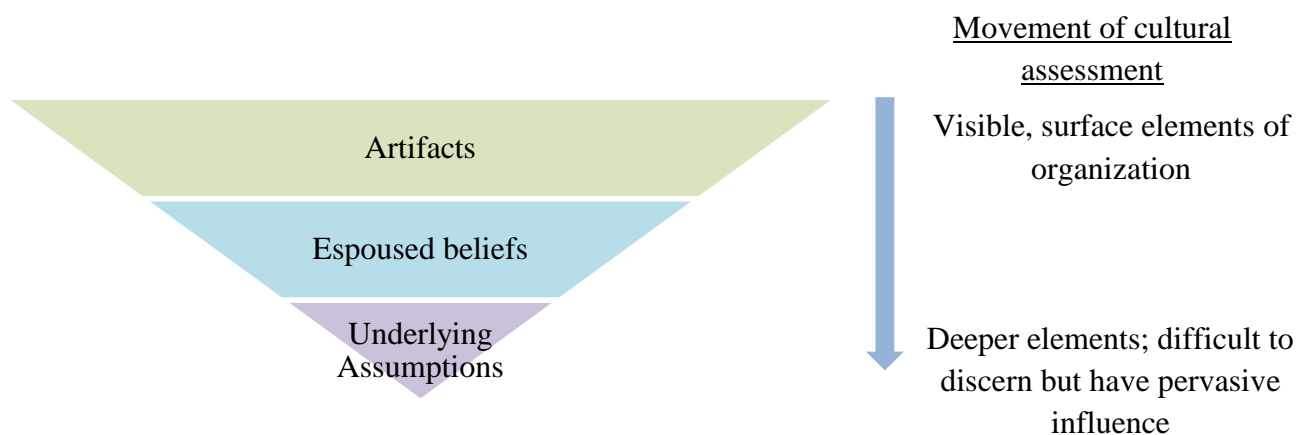 Movement of cultural
assessment
Artifacts
Visible, surface elements of
organization
Espoused beliefs
Underlying
Assumptions
Deeper elements; difficult to
discern but have pervasive
influence